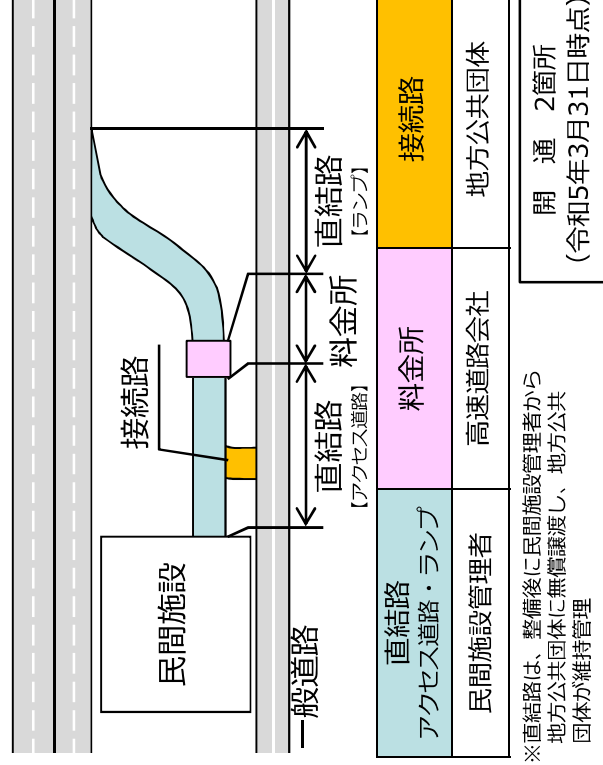 接続路
直結路
【ランプ】
料金所
直結路
【アクセス道路】
民間施設
一般道路
直結路
アクセス道路・ランプ
料金所
接続路
民間施設管理者
高速道路会社
地方公共団体
開　通　2箇所
(令和5年3月31日時点)
※直結路は、整備後に民間施設管理者から
地方公共団体に無償譲渡し、地方公共
団体が維持管理